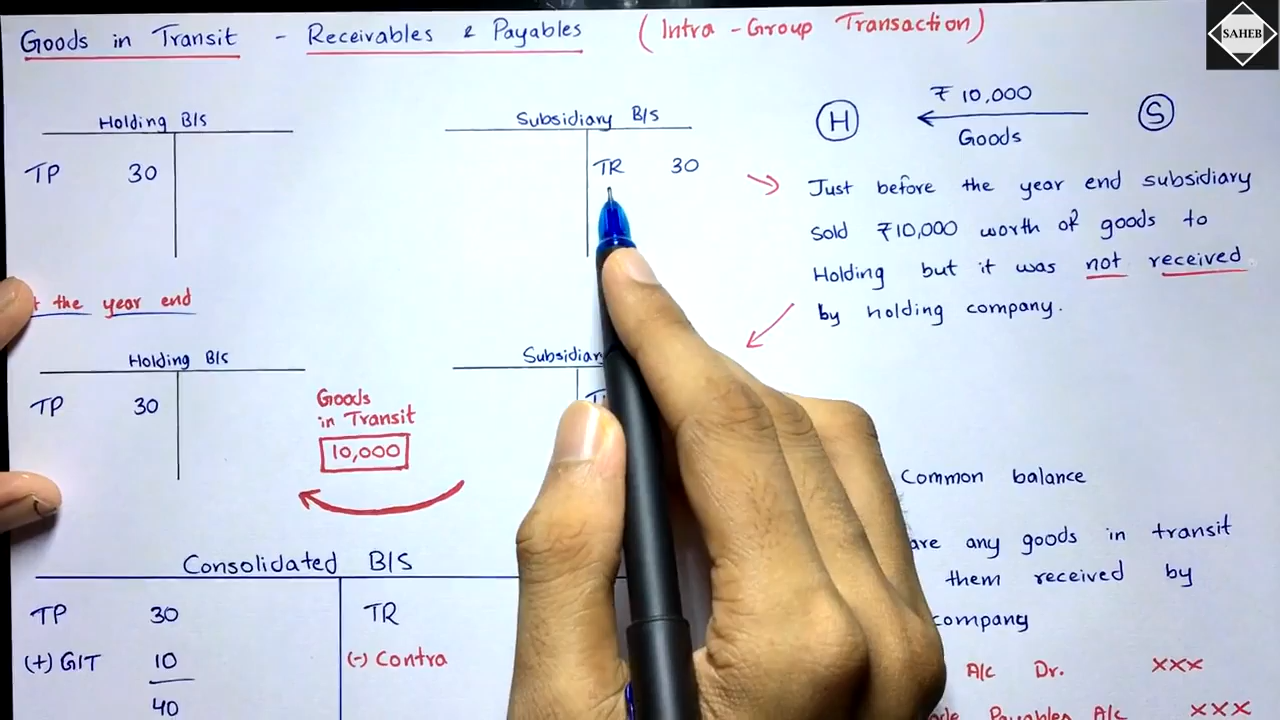 Goods in Transit - Receivables & Payables (Intra-Group Transaction)
SAHEB
Holding B/S
TP 30
Subsidiary B/S
TR 30
H ₹10,000 S
Goods
Just before the year end subsidiary
sold ₹10,000 worth of goods to
Holding but it was not received
by holding company.
the year end
Holding B/S
TP 30
Goods
in Transit
10,000
Common balance
are any goods in transit
them received by
company
A/c Dr. xxx
Payables A/c xxx
Consolidated B/S
TP 30
TR
(+) GIT 10
(-) Contra
40